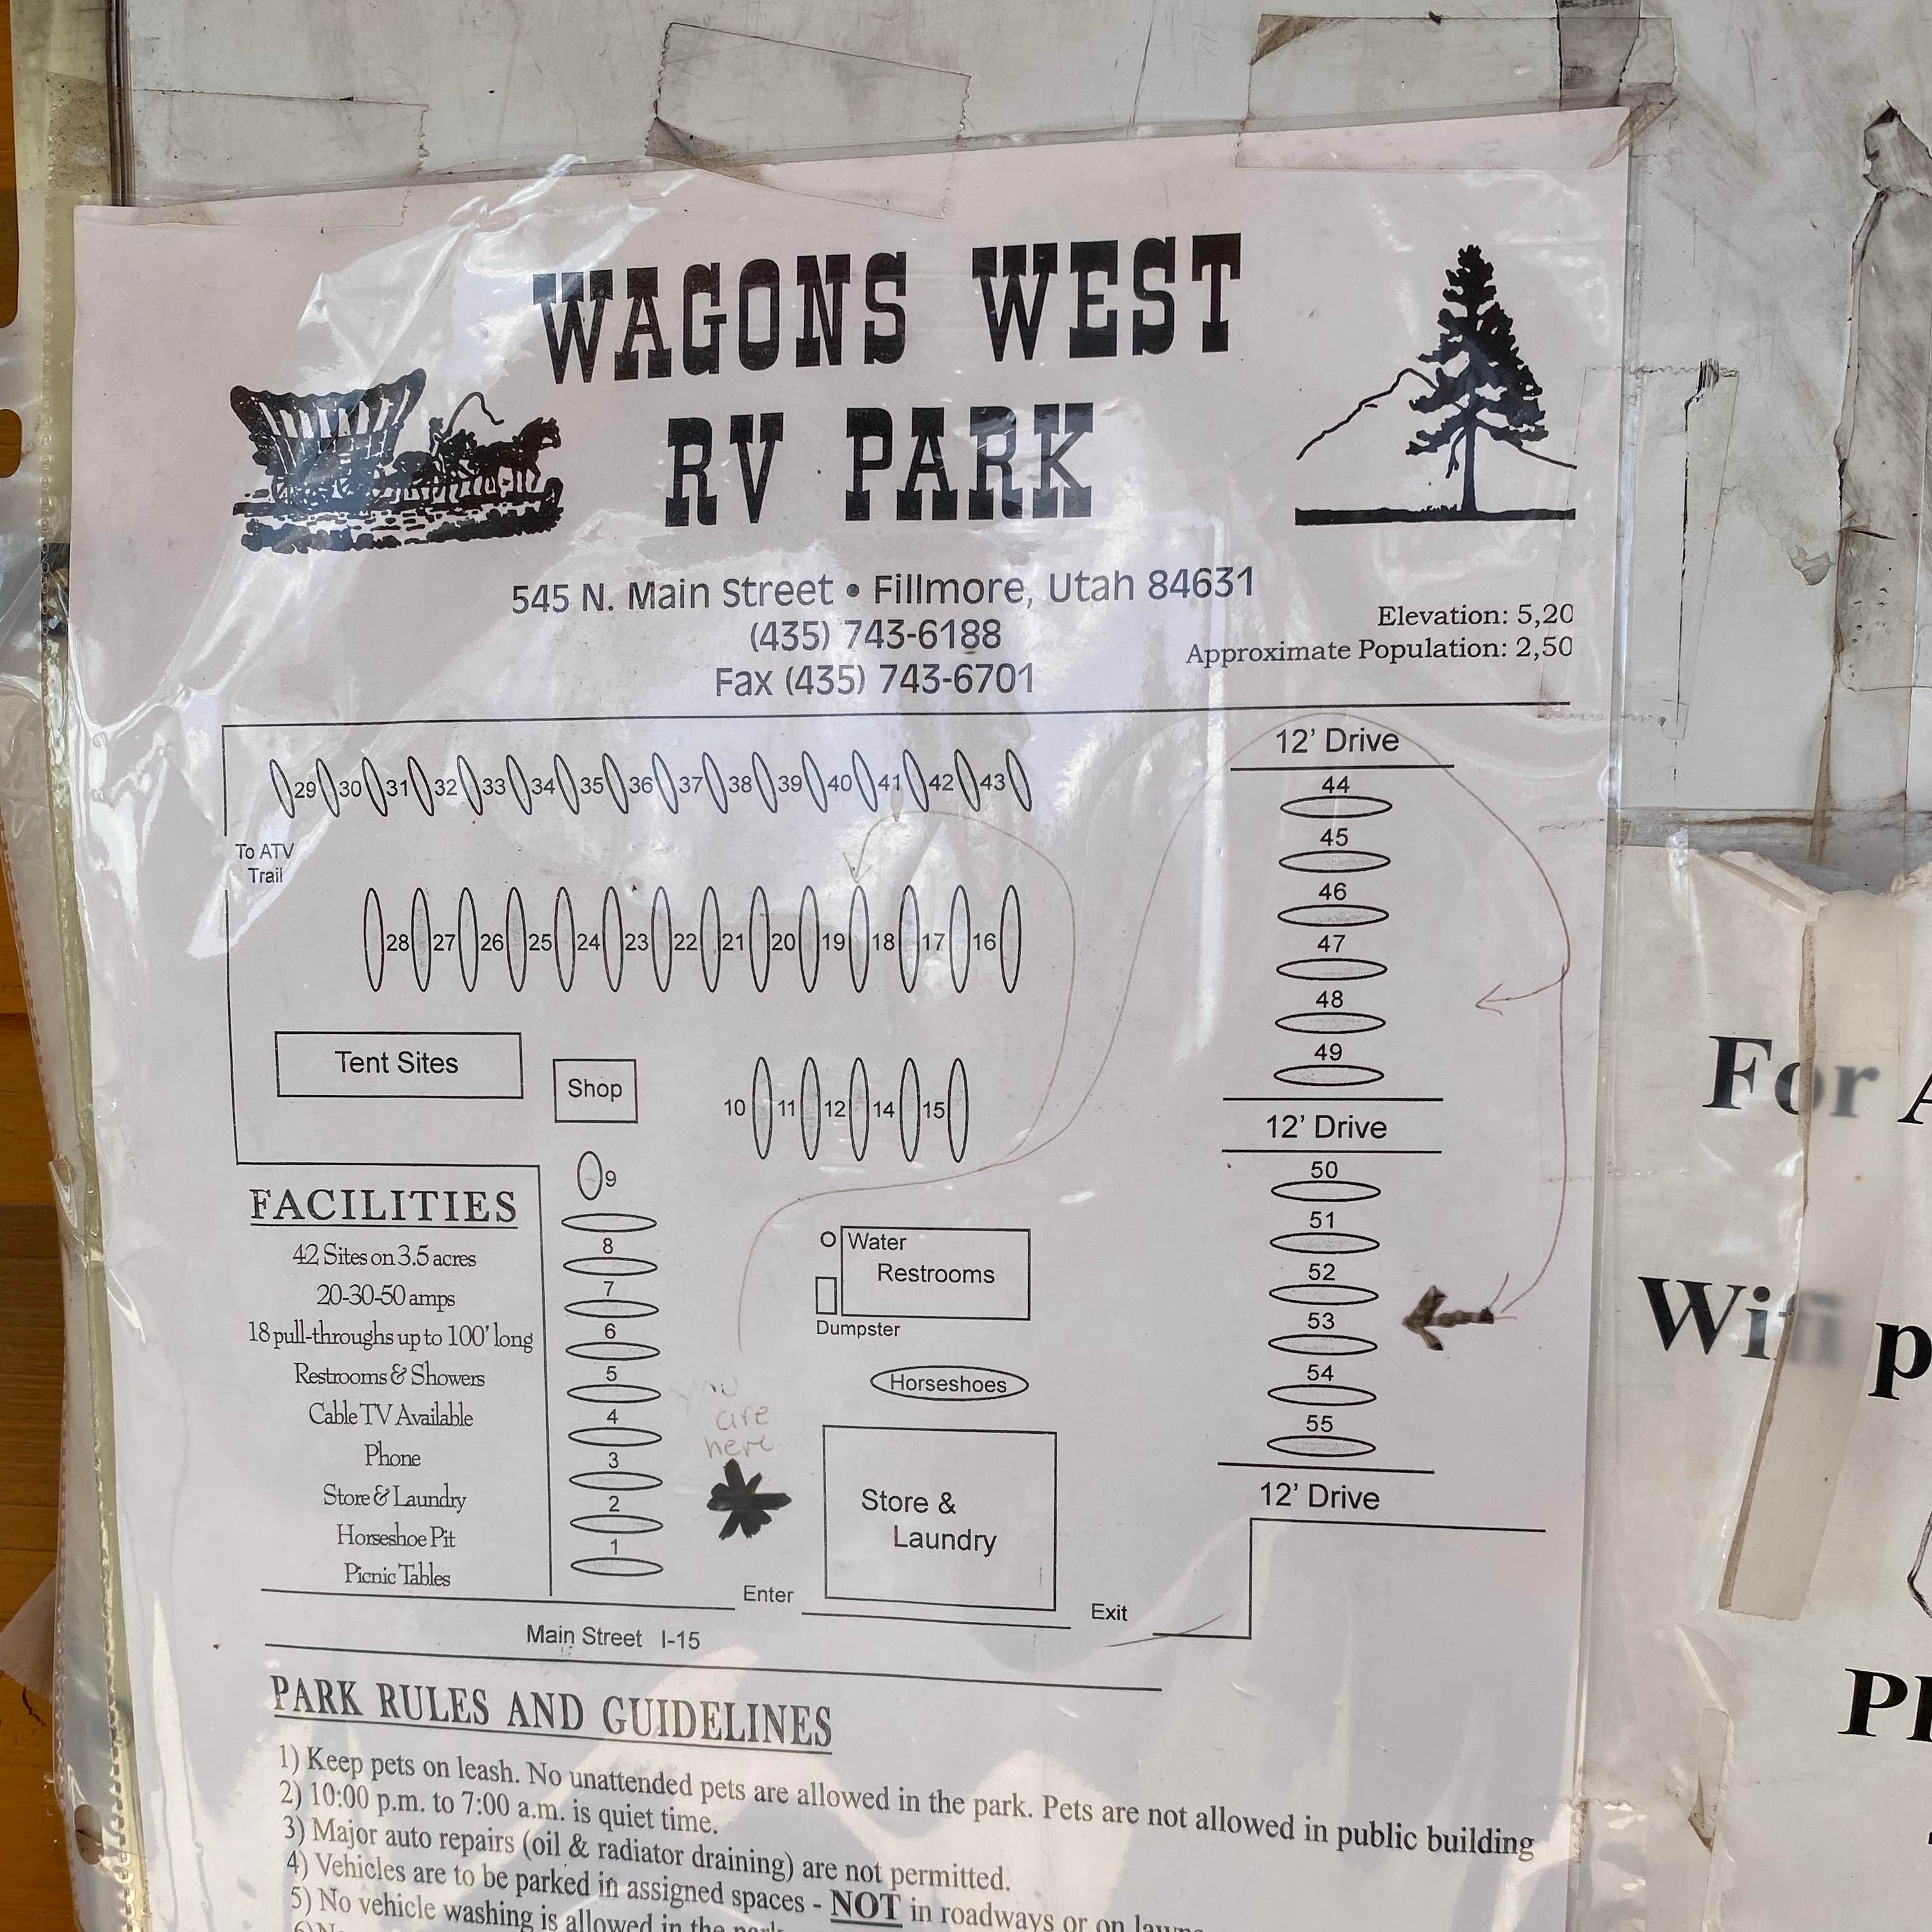 WAGONS WEST
RV PARK
545 N. Main Street • Fillmore, Utah 84631
(435) 743-6188
Fax (435) 743-6701
Elevation: 5,20
Approximate Population: 2,50
12' Drive
29 30 31 32 33 34 35 36 37 38 39 40 41 42 43
44
45
46
47
48
49
To ATV
Trail
28 27 26 25 24 23 22 21 20 19 18 17 16
Tent Sites
Shop
10 11 12 14 15
12' Drive
50
51
52
53
54
55
12' Drive
9
8
7
6
5
4
3
2
1
Water
Restrooms
Dumpster
Horseshoes
you
are
here
Store &
Laundry
Enter
Exit
Main Street I-15
FACILITIES
42 Sites on 3.5 acres
20-30-50 amps
18 pull-throughs up to 100' long
Restrooms & Showers
Cable TV Available
Phone
Store & Laundry
Horseshoe Pit
Picnic Tables
PARK RULES AND GUIDELINES
1) Keep pets on leash. No unattended pets are allowed in the park. Pets are not allowed in public building
2) 10:00 p.m. to 7:00 a.m. is quiet time.
3) Major auto repairs (oil & radiator draining) are not permitted.
4) Vehicles are to be parked in assigned spaces - NOT in roadways or on lawns
5) No vehicle washing is allowed in the park
For A
Wifi p
Pl